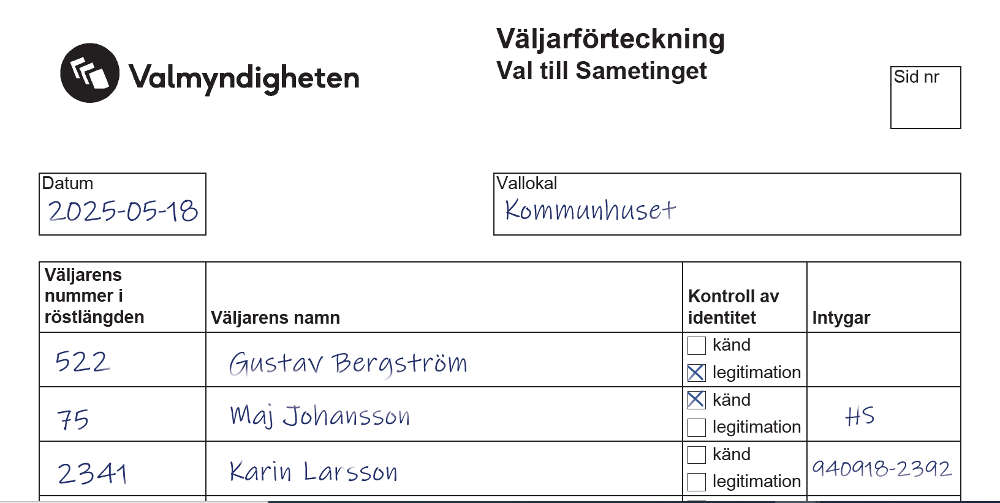 Valmyndigheten
Väljarförteckning
Val till Sametinget
Sid nr
Datum
2025-05-18
Vallokal
Kommunhuset
Väljarens
nummer i
röstlängden
Väljarens namn
Kontroll av
identitet
Intygar
522
Gustav Bergström
känd
legitimation
75
Maj Johansson
känd
legitimation
HS
2341
Karin Larsson
känd
legitimation
940918-2392